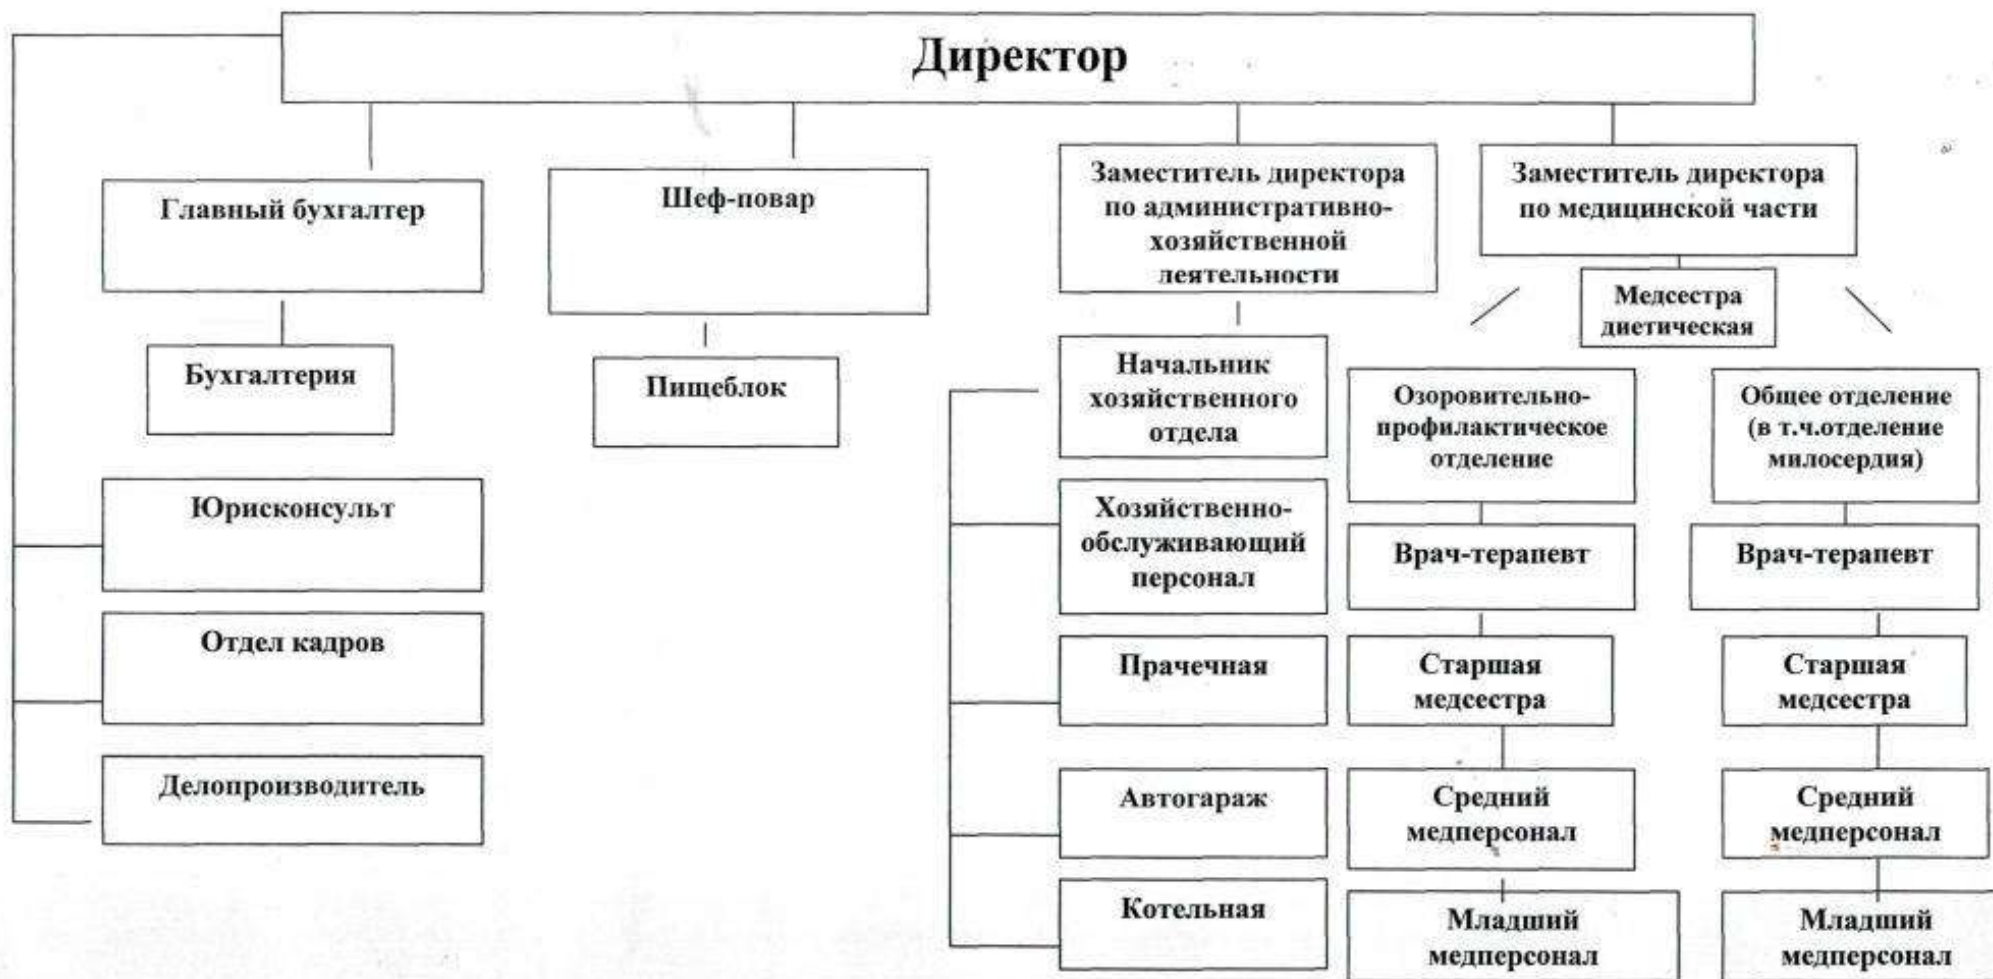 Директор
Главный бухгалтер
Бухгалтерия
Шеф-повар
Пищеблок
Заместитель директора
по административно-
хозяйственной
деятельности
Заместитель директора
по медицинской части
Медсестра
диетическая
Начальник
хозяйственного
отдела
Озоровительно-
профилактическое
отделение
Общее отделение
(в т.ч.отделение
милосердия)
Юрисконсульт
Хозяйственно-
обслуживающий
персонал
Врач-терапевт
Врач-терапевт
Отдел кадров
Прачечная
Старшая
медсестра
Старшая
медсестра
Делопроизводитель
Автогараж
Средний
медперсонал
Средний
медперсонал
Котельная
Младший
медперсонал
Младший
медперсонал